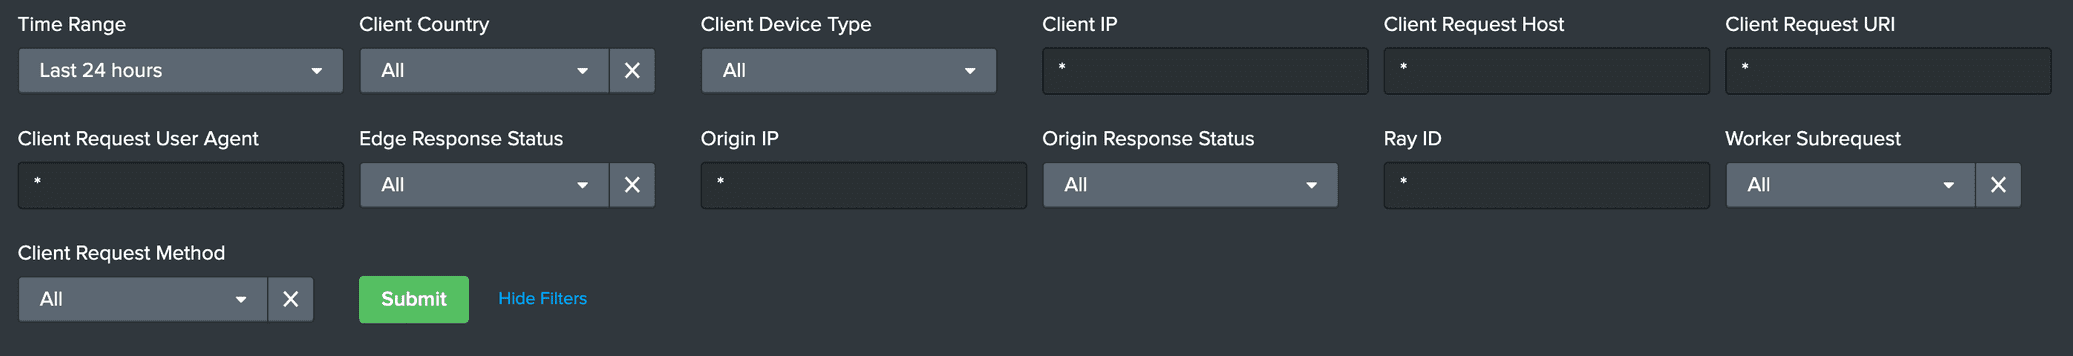 Time Range Client Country Client Device Type Client IP Client Request Host Client Request URI
Last 24 hours All All * * *
Client Request User Agent Edge Response Status Origin IP Origin Response Status Ray ID Worker Subrequest
* All * All * All
Client Request Method
All Submit Hide Filters